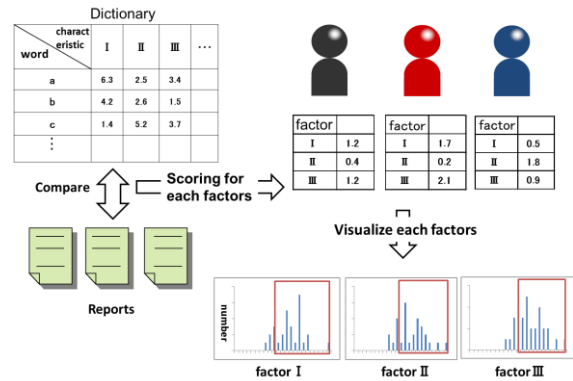 Dictionary
charact
eristic
word
I Ⅱ Ⅲ ⋯
a 6.3 2.5 3.4
b 4.2 2.6 1.5
c 1.4 5.2 3.7
⋮
factor
I 1.2
Ⅱ 0.4
Ⅲ 1.2
factor
I 1.7
Ⅱ 0.2
Ⅲ 2.1
factor
I 0.5
Ⅱ 1.8
Ⅲ 0.9
Compare
Scoring for
each factors
Visualize each factors
Reports
number
factor I
factor Ⅱ
factor Ⅲ